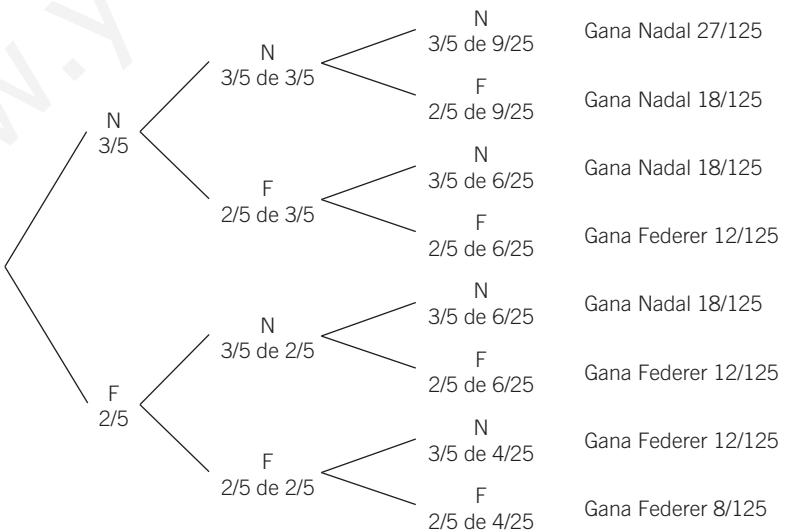 N
3/5
F
2/5
N
3/5 de 3/5
F
2/5 de 3/5
N
3/5 de 2/5
F
2/5 de 2/5
N
3/5 de 9/25 Gana Nadal 27/125
F
2/5 de 9/25 Gana Nadal 18/125
N
3/5 de 6/25 Gana Nadal 18/125
F
2/5 de 6/25 Gana Federer 12/125
N
3/5 de 6/25 Gana Nadal 18/125
F
2/5 de 6/25 Gana Federer 12/125
N
3/5 de 4/25 Gana Federer 12/125
F
2/5 de 4/25 Gana Federer 8/125